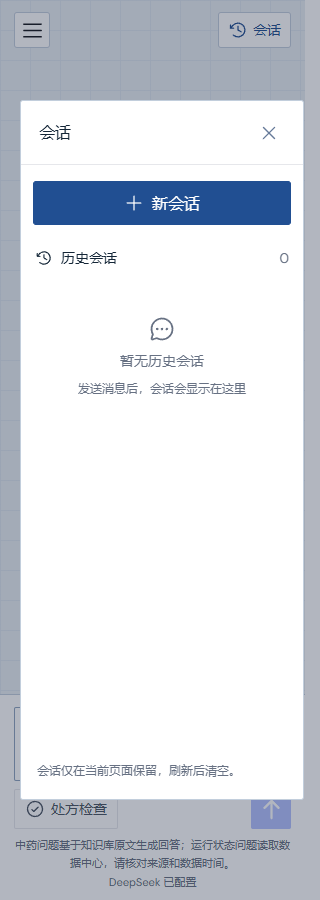 会话
会话
新会话
历史会话 0
暂无历史会话
发送消息后，会话会显示在这里
会话仅在当前页面保留，刷新后清空。
处方检查
中药问题基于知识库原文生成回答；运行状态问题读取数
据中心，请核对来源和数据时间。
DeepSeek 已配置